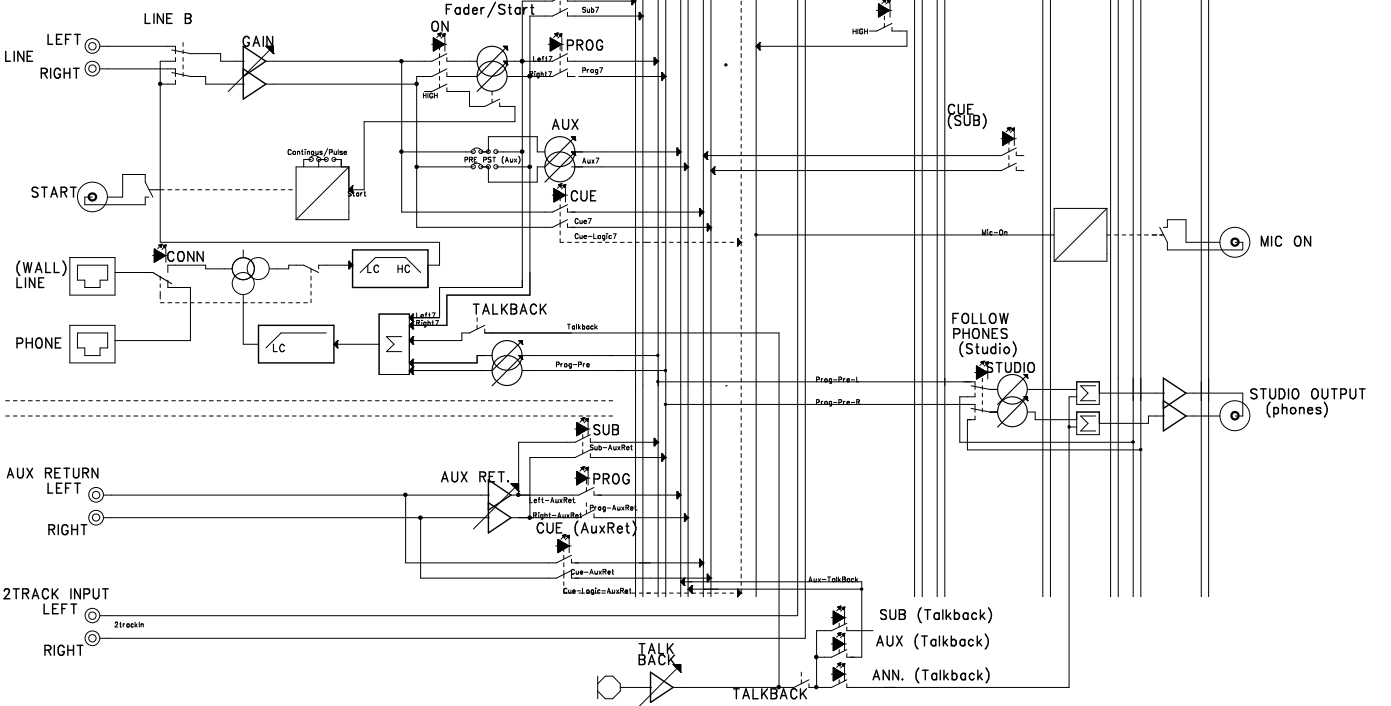 Fader/Start
Sub7
LINE B
ON
HIGH
LEFT
GAIN
PROG
LINE
Left7
RIGHT
Right7
Prog7
HIGH
CUE
(SUB)
AUX
Continous/Pulse
PRE PST (Aux)
Aux7
START
Start
CUE
Cue7
Mic-On
Cue-Logic7
MIC ON
CONN
(WALL)
LINE
LC HC
TALKBACK
Left7
Right7
Talkback
FOLLOW
PHONES
(Studio)
PHONE
LC
Σ
Prog-Pre
STUDIO
Prog-Pre-L
Σ
STUDIO OUTPUT
(phones)
Prog-Pre-R
Σ
SUB
Sub-AuxRet
AUX RETURN
LEFT
AUX RET.
PROG
Left-AuxRet
Prog-AuxRet
RIGHT
Right-AuxRet
CUE (AuxRet)
Cue-AuxRet
Aux-TalkBack
Cue-Logic-AuxRet
2TRACK INPUT
LEFT
SUB (Talkback)
2trackin
RIGHT
AUX (Talkback)
TALK
BACK
ANN. (Talkback)
TALKBACK